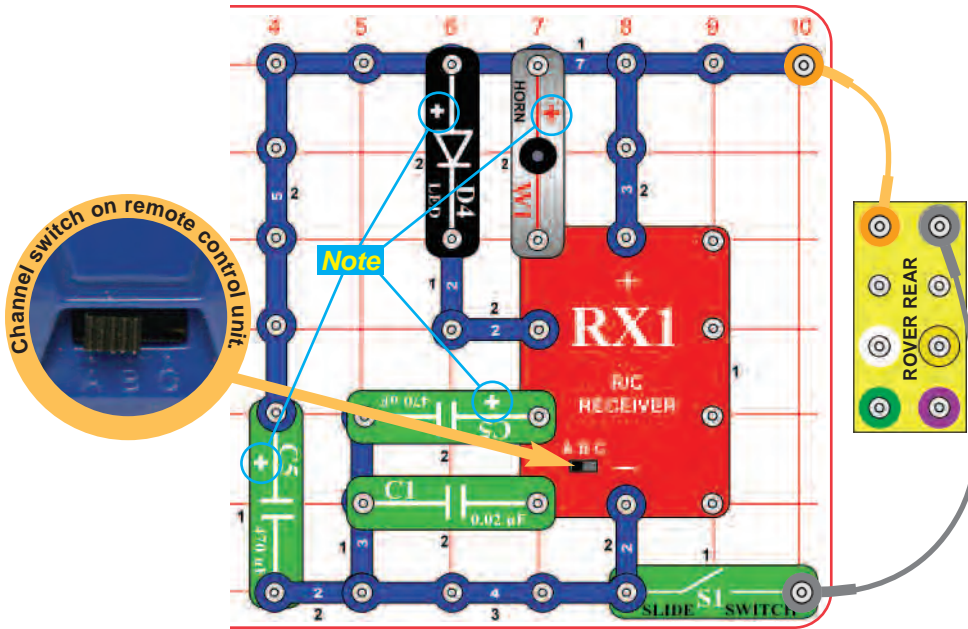 4 5 6 7 8 9 10
1
7
HORN
+
+
2
D4
LED
2
W1
3
2
5
2
Channel switch on remote control unit.
A B C
Note
1
2
2
2
+
RX1
R/C
RECEIVER
1
ROVER REAR
470 µF
+
C5
2
A B C
–
+
C5
470 µF
1
C1
0.02 µF
2
1
3
2
2
1
2
2
4
3
S1
SLIDE SWITCH